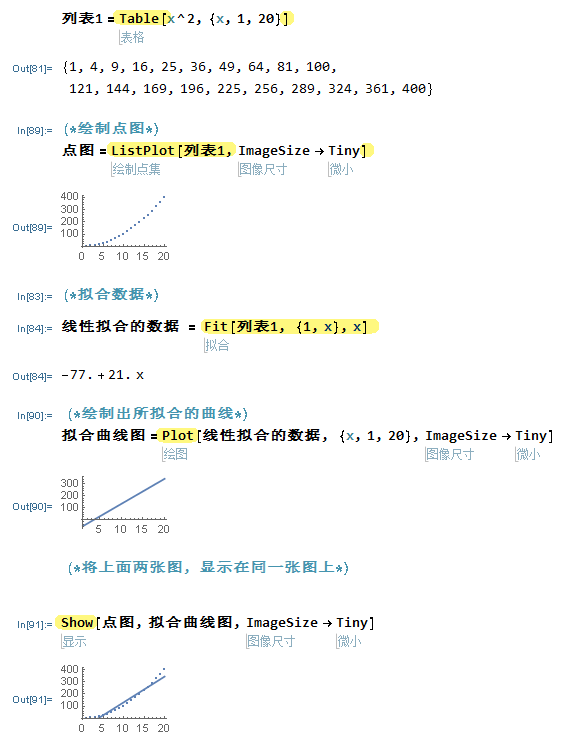 列表1 = Table[x^2, {x, 1, 20}]
表格
Out[81]= {1, 4, 9, 16, 25, 36, 49, 64, 81, 100,
121, 144, 169, 196, 225, 256, 289, 324, 361, 400}
In[89]:= (*绘制点图*)
点图 = ListPlot[列表1, ImageSize → Tiny]
绘制点集 图像尺寸 微小
400
300
200
100
Out[89]=
0 5 10 15 20
In[83]:= (*拟合数据*)
In[84]:= 线性拟合的数据 = Fit[列表1, {1, x}, x]
拟合
Out[84]= -77. + 21. x
In[90]:= (*绘制出所拟合的曲线*)
拟合曲线图 = Plot[线性拟合的数据, {x, 1, 20}, ImageSize → Tiny]
绘图 图像尺寸 微小
300
200
100
Out[90]=
5 10 15 20
(*将上面两张图, 显示在同一张图上*)
In[91]:= Show[点图, 拟合曲线图, ImageSize → Tiny]
显示 图像尺寸 微小
400
300
200
100
Out[91]=
0 5 10 15 20